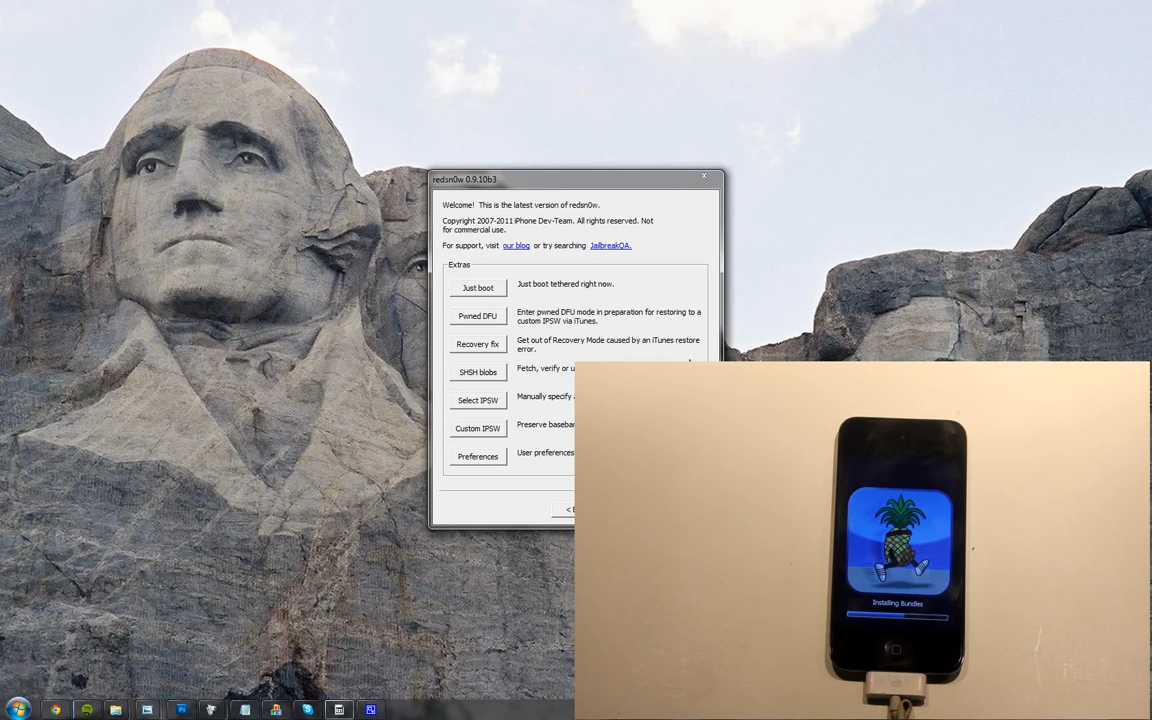 redsn0w 0.9.10b3
x
Welcome! This is the latest version of redsn0w.
Copyright 2007-2011 iPhone Dev-Team. All rights reserved. Not
for commercial use.
For support, visit our blog or try searching JailbreakQA.
Extras
Just boot
Just boot tethered right now.
Pwned DFU
Enter pwned DFU mode in preparation for restoring to a
custom IPSW via iTunes.
Recovery fix
Get out of Recovery Mode caused by an iTunes restore
error.
SHSH blobs
Fetch, verify or
Select IPSW
Manually specify
Custom IPSW
Preserve
Preferences
User preferences
<
Installing Bundles